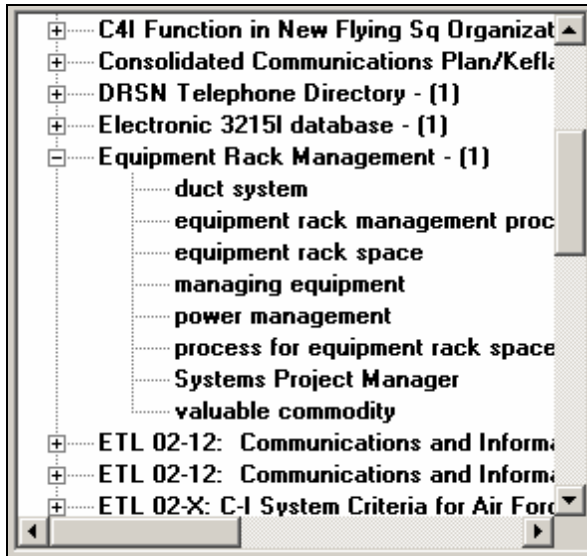 C4I Function in New Flying Sq Organizat
Consolidated Communications Plan/Kefla
DRSN Telephone Directory - (1)
Electronic 3215I database - (1)
Equipment Rack Management - (1)
duct system
equipment rack management proc
equipment rack space
managing equipment
power management
process for equipment rack space
Systems Project Manager
valuable commodity
ETL 02-12:  Communications and Informa
ETL 02-12:  Communications and Informa
ETL 02-X: C-I System Criteria for Air Forc